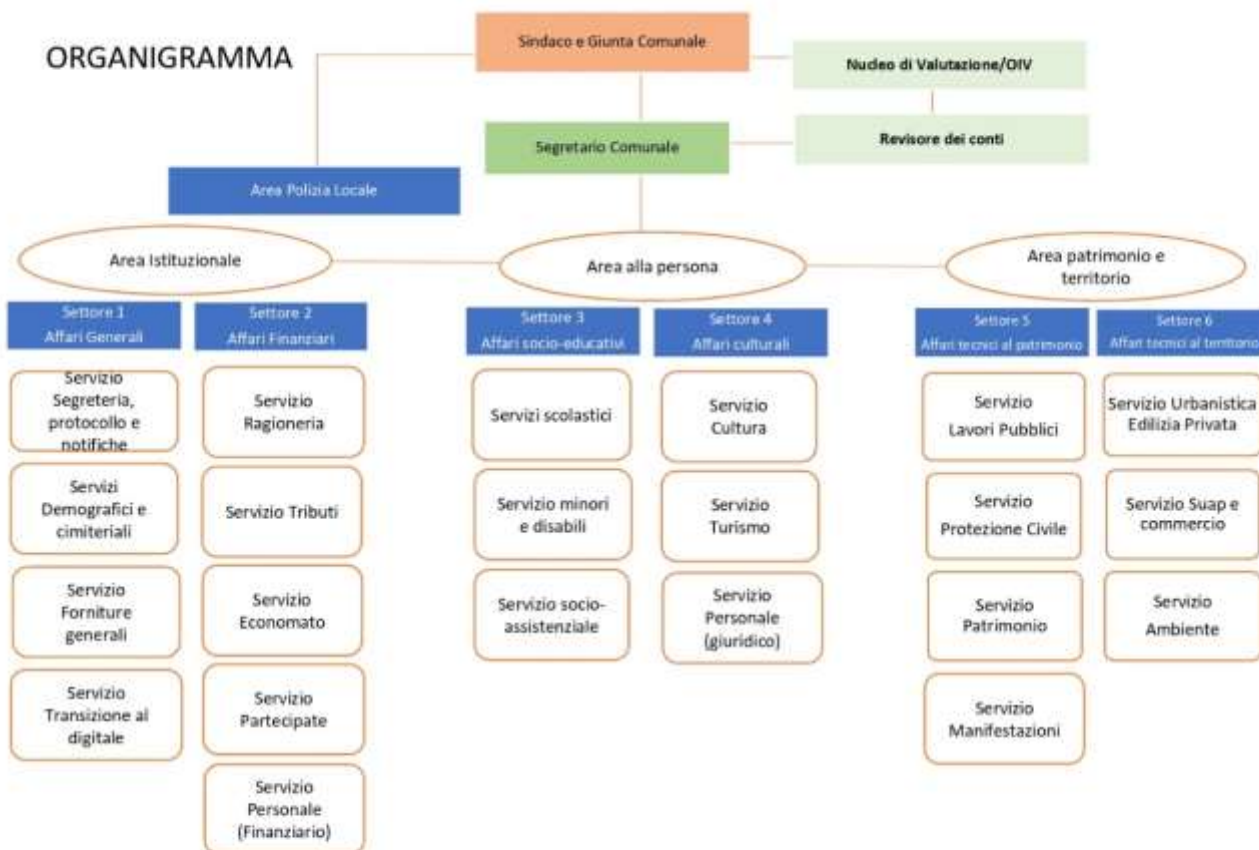 ORGANIGRAMMA
Sindaco e Giunta Comunale
Nucleo di Valutazione/OIV
Revisore dei conti
Segretario Comunale
Area Polizia Locale
Area Istituzionale
Area alla persona
Area patrimonio e
territorio
Settore 1
Affari Generali
Servizio
Segreteria,
protocollo e
notifiche
Servizi
Demografici e
cimiteriali
Servizio
Forniture
generali
Servizio
Transizione al
digitale
Settore 2
Affari Finanziari
Servizio
Ragioneria
Servizio Tributi
Servizio
Economato
Servizio
Partecipate
Servizio
Personale
(Finanziario)
Settore 3
Affari socio-educativi
Servizi scolastici
Servizio minori
e disabili
Servizio socio-
assistenziale
Settore 4
Affari culturali
Servizio
Cultura
Servizio
Turismo
Servizio
Personale
(giuridico)
Settore 5
Affari tecnici al patrimonio
Servizio
Lavori Pubblici
Servizio
Protezione Civile
Servizio
Patrimonio
Servizio
Manifestazioni
Settore 6
Affari tecnici al territorio
Servizio Urbanistica
Edilizia Privata
Servizio Suap e
commercio
Servizio
Ambiente